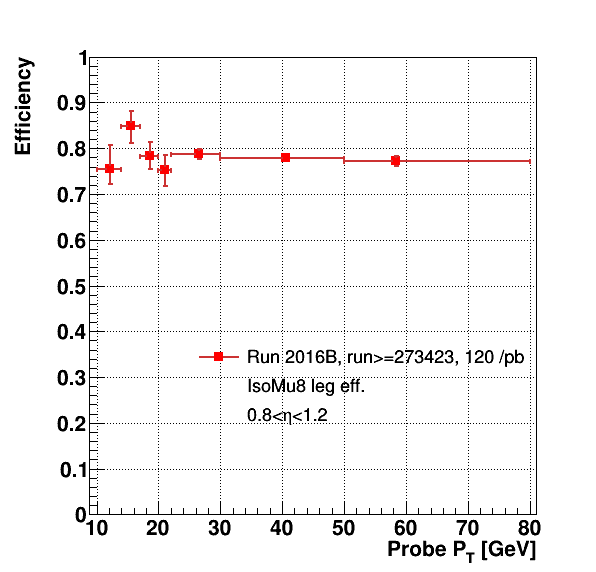 Efficiency
1
0.9
0.8
0.7
0.6
0.5
0.4
0.3
0.2
0.1
0
Run 2016B, run>=273423, 120 /pb
IsoMu8 leg eff.
0.8<η<1.2
10 20 30 40 50 60 70 80
Probe P_T [GeV]